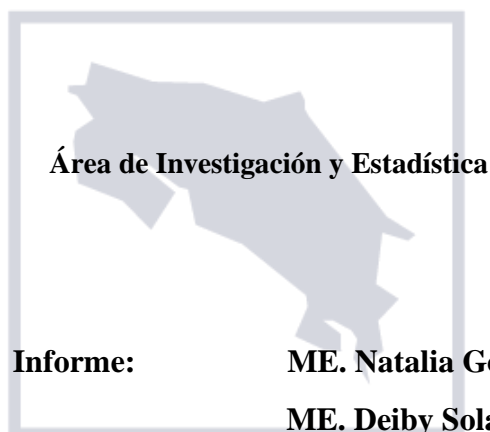 Área de Investigación y Estadística
Informe: ME. Natalia
ME. Deiby